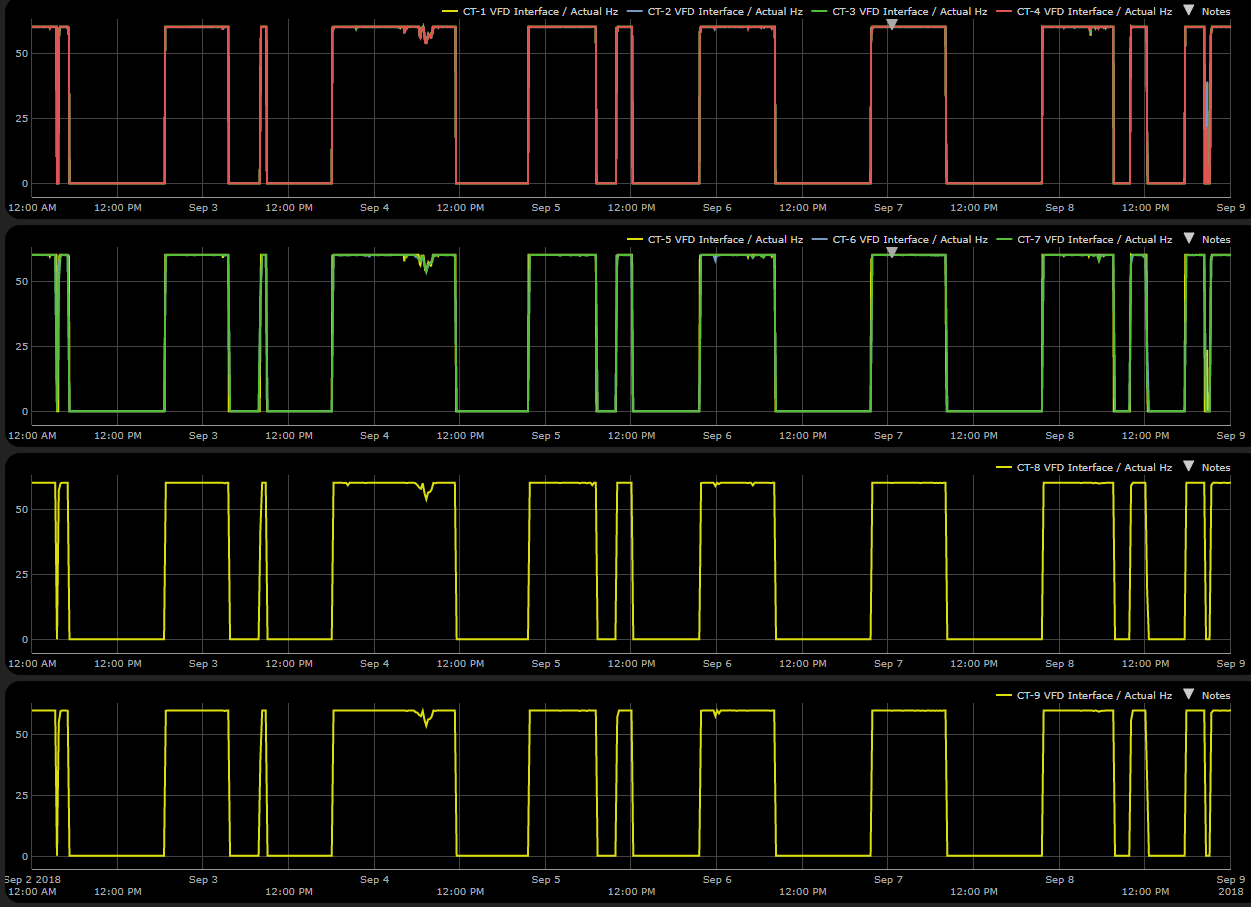 CT-1 VFD Interface / Actual Hz CT-2 VFD Interface / Actual Hz CT-3 VFD Interface / Actual Hz CT-4 VFD Interface / Actual Hz Notes
50
25
0
12:00 AM 12:00 PM Sep 3 12:00 PM Sep 4 12:00 PM Sep 5 12:00 PM Sep 6 12:00 PM Sep 7 12:00 PM Sep 8 12:00 PM Sep 9
CT-5 VFD Interface / Actual Hz CT-6 VFD Interface / Actual Hz CT-7 VFD Interface / Actual Hz Notes
50
25
0
12:00 AM 12:00 PM Sep 3 12:00 PM Sep 4 12:00 PM Sep 5 12:00 PM Sep 6 12:00 PM Sep 7 12:00 PM Sep 8 12:00 PM Sep 9
CT-8 VFD Interface / Actual Hz Notes
50
25
0
12:00 AM 12:00 PM Sep 3 12:00 PM Sep 4 12:00 PM Sep 5 12:00 PM Sep 6 12:00 PM Sep 7 12:00 PM Sep 8 12:00 PM Sep 9
CT-9 VFD Interface / Actual Hz Notes
50
25
0
Sep 2 2018 Sep 3 Sep 4 Sep 5 Sep 6 Sep 7 Sep 8 Sep 9
12:00 AM 12:00 PM 12:00 PM 12:00 PM 12:00 PM 12:00 PM 12:00 PM 12:00 PM 2018